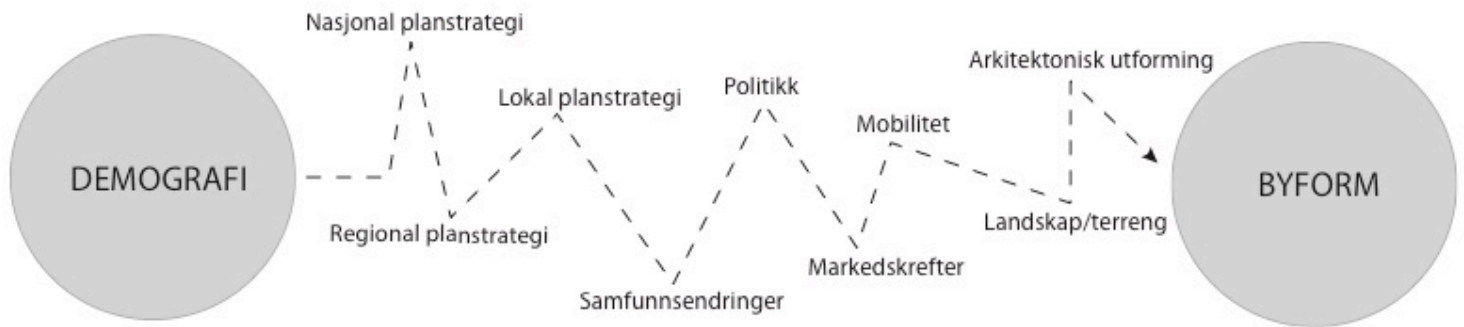 DEMOGRAFI
Nasjonal planstrategi
Regional planstrategi
Lokal planstrategi
Samfunnsendringer
Politikk
Markedskrefter
Mobilitet
Landskap/terreng
Arkitektonisk utforming
BYFORM